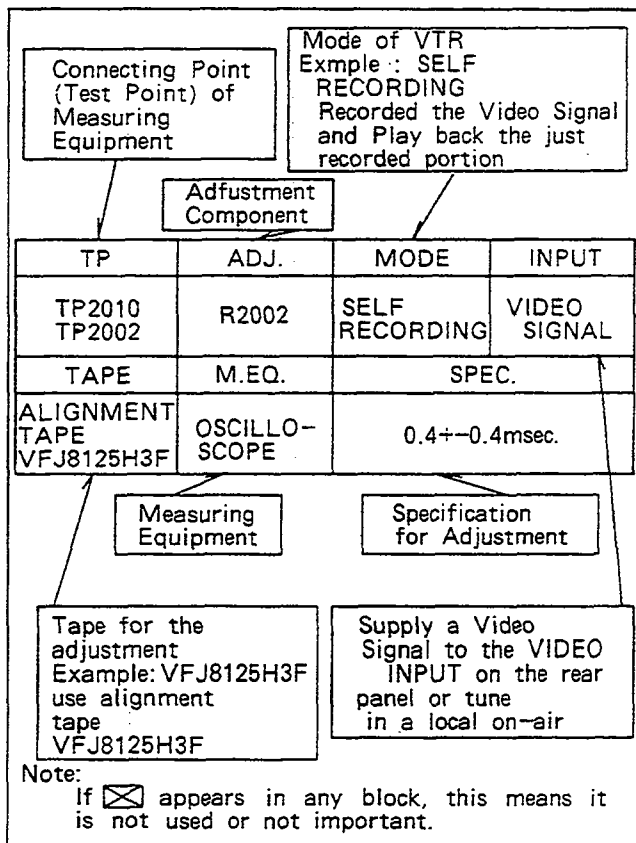 Connecting Point
(Test Point) of
Measuring
Equipment
Mode of VTR
Exmple : SELF
RECORDING
Recorded the Video Signal
and Play back the just
recorded portion
Adfustment
Component
TP ADJ. MODE INPUT
TP2010
TP2002
R2002
SELF
RECORDING
VIDEO
SIGNAL
TAPE M.EQ. SPEC.
ALIGNMENT
TAPE
VFJ8125H3F
OSCILLO-
SCOPE
0.4+-0.4msec.
Measuring
Equipment
Specification
for Adjustment
Tape for the
adjustment
Example: VFJ8125H3F
use alignment
tape
VFJ8125H3F
Supply a Video
Signal to the VIDEO
INPUT on the rear
panel or tune
in a local on-air
Note:
If ☒ appears in any block, this means it
is not used or not important.